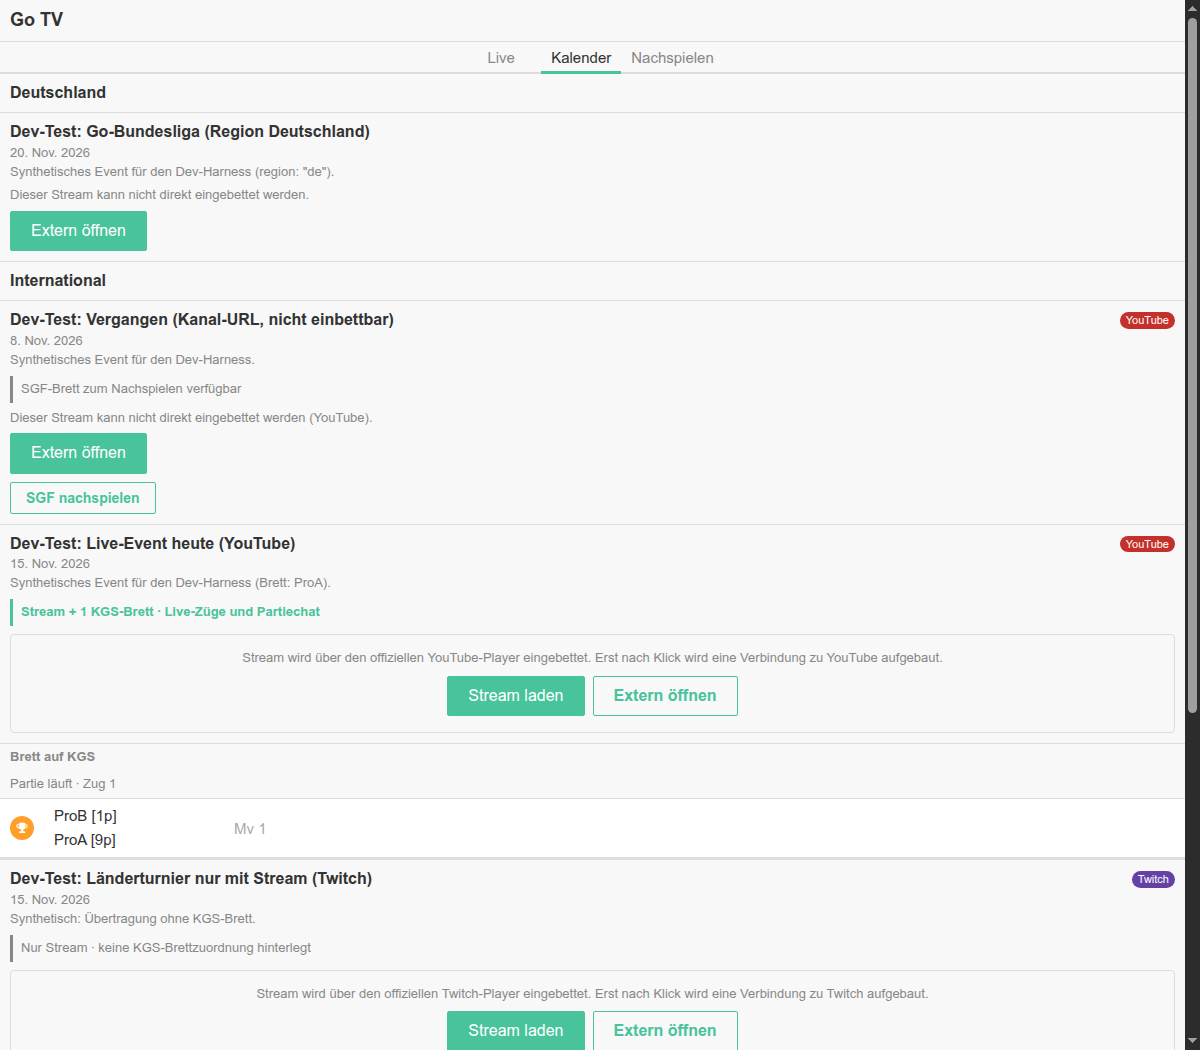 Go TV
Live
Kalender
Nachspielen
Deutschland
Dev-Test: Go-Bundesliga (Region Deutschland)
20. Nov. 2026
Synthetisches Event für den Dev-Harness (region: "de").
Dieser Stream kann nicht direkt eingebettet werden.
Extern öffnen
International
Dev-Test: Vergangen (Kanal-URL, nicht einbettbar)
YouTube
8. Nov. 2026
Synthetisches Event für den Dev-Harness.
SGF-Brett zum Nachspielen verfügbar
Dieser Stream kann nicht direkt eingebettet werden (YouTube).
Extern öffnen
SGF nachspielen
Dev-Test: Live-Event heute (YouTube)
YouTube
15. Nov. 2026
Synthetisches Event für den Dev-Harness (Brett: ProA).
Stream + 1 KGS-Brett · Live-Züge und Partiechat
Stream wird über den offiziellen YouTube-Player eingebettet. Erst nach Klick wird eine Verbindung zu YouTube aufgebaut.
Stream laden
Extern öffnen
Brett auf KGS
Partie läuft · Zug 1
ProB [1p]
ProA [9p]
Mv 1
Dev-Test: Länderturnier nur mit Stream (Twitch)
Twitch
15. Nov. 2026
Synthetisch: Übertragung ohne KGS-Brett.
Nur Stream · keine KGS-Brettzuordnung hinterlegt
Stream wird über den offiziellen Twitch-Player eingebettet. Erst nach Klick wird eine Verbindung zu Twitch aufgebaut.
Stream laden
Extern öffnen